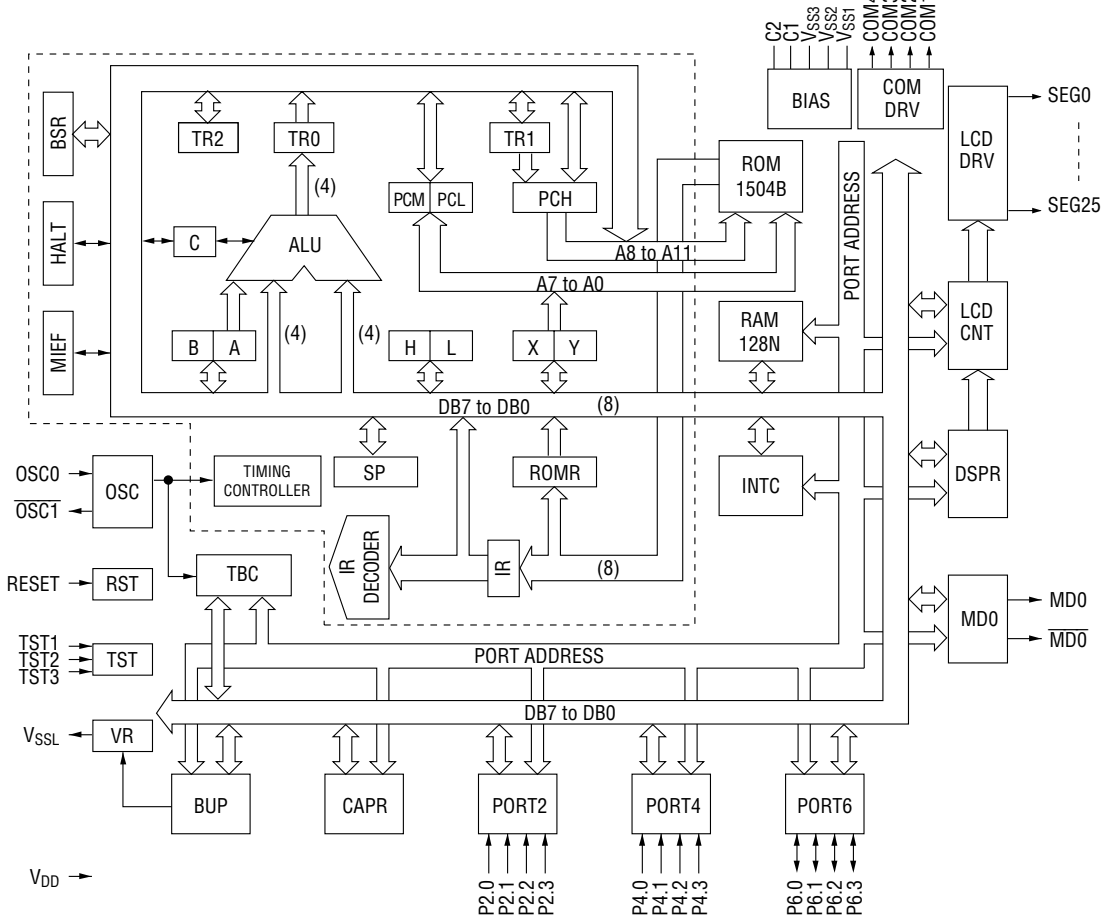 C2
C1
VSS3
VSS2
VSS1
COM4
COM3
COM2
COM1
BIAS
COM
DRV
LCD
DRV
SEG0
SEG25
BSR
TR2
TR0
TR1
ROM
1504B
PCM
PCL
PCH
(4)
HALT
C
ALU
A8 to A11
A7 to A0
PORT ADDRESS
MIEF
B
A
(4)
(4)
H
L
X
Y
RAM
128N
LCD
CNT
DB7 to DB0
(8)
OSC0
OSC1
OSC
TIMING
CONTROLLER
SP
ROMR
INTC
DSPR
IR
DECODER
IR
(8)
RESET
RST
TBC
MD0
MD0
MD0
TST1
TST2
TST3
TST
PORT ADDRESS
VSSL
VR
DB7 to DB0
BUP
CAPR
PORT2
PORT4
PORT6
VDD
P2.0
P2.1
P2.2
P2.3
P4.0
P4.1
P4.2
P4.3
P6.0
P6.1
P6.2
P6.3